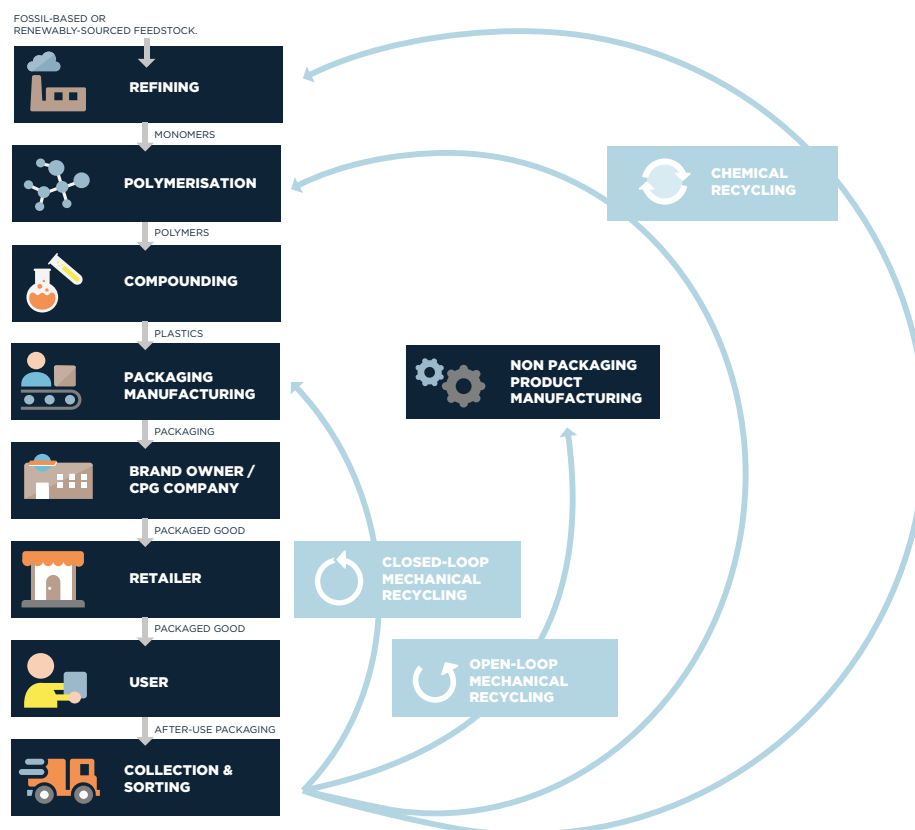 FOSSIL-BASED OR
RENEWABLY-SOURCED FEEDSTOCK.
REFINING
MONOMERS
POLYMERISATION
POLYMERS
COMPOUNDING
PLASTICS
PACKAGING
MANUFACTURING
PACKAGING
BRAND OWNER /
CPG COMPANY
PACKAGED GOOD
RETAILER
PACKAGED GOOD
USER
AFTER-USE PACKAGING
COLLECTION &
SORTING
CHEMICAL
RECYCLING
NON PACKAGING
PRODUCT
MANUFACTURING
CLOSED-LOOP
MECHANICAL
RECYCLING
OPEN-LOOP
MECHANICAL
RECYCLING